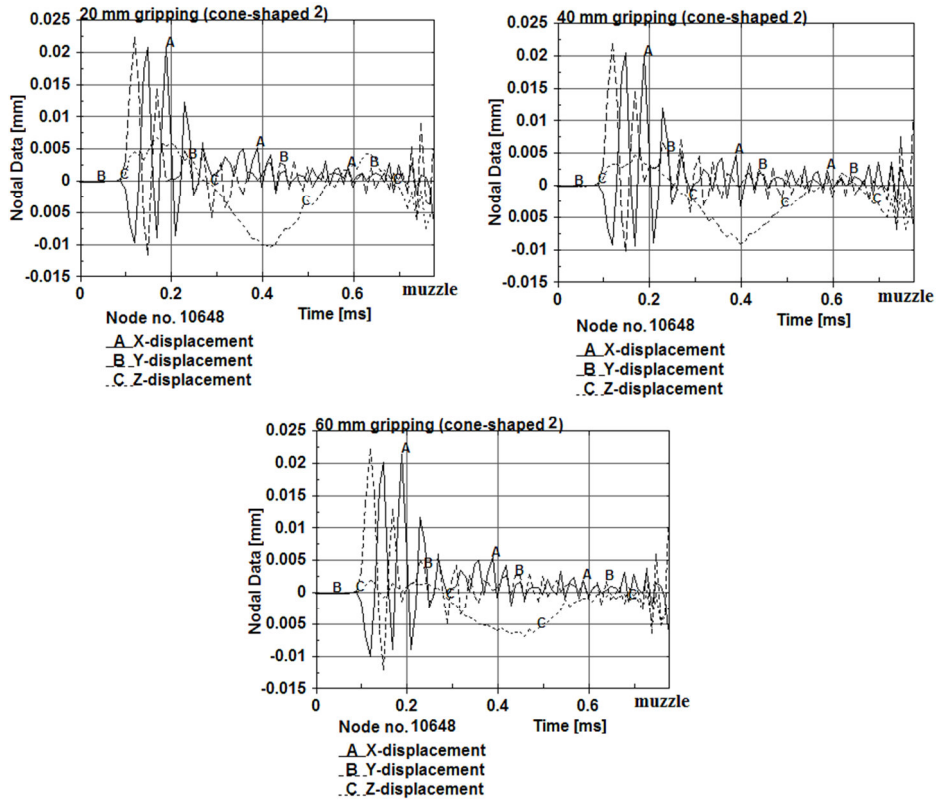 20 mm gripping (cone-shaped 2)
0.025
0.02
0.015
0.01
0.005
0
0.005
-0.01
-0.015
Nodal Data [mm]
A
A
A
B
B
B
B
C
C
C
C
0 0.2 0.4 0.6
muzzle
Time [ms]
Node no. 10648
A X-displacement
B Y-displacement
C Z-displacement
40 mm gripping (cone-shaped 2)
0.025
0.02
0.015
0.01
0.005
0
0.005
-0.01
-0.015
Nodal Data [mm]
A
A
A
B
B
B
B
C
C
C
C
0 0.2 0.4 0.6
muzzle
Time [ms]
Node no. 10648
A X-displacement
B Y-displacement
C Z-displacement
60 mm gripping (cone-shaped 2)
0.025
0.02
0.015
0.01
0.005
0
0.005
-0.01
-0.015
Nodal Data [mm]
A
A
A
B
B
B
B
C
C
C
C
0 0.2 0.4 0.6
muzzle
Time [ms]
Node no. 10648
A X-displacement
B Y-displacement
C Z-displacement